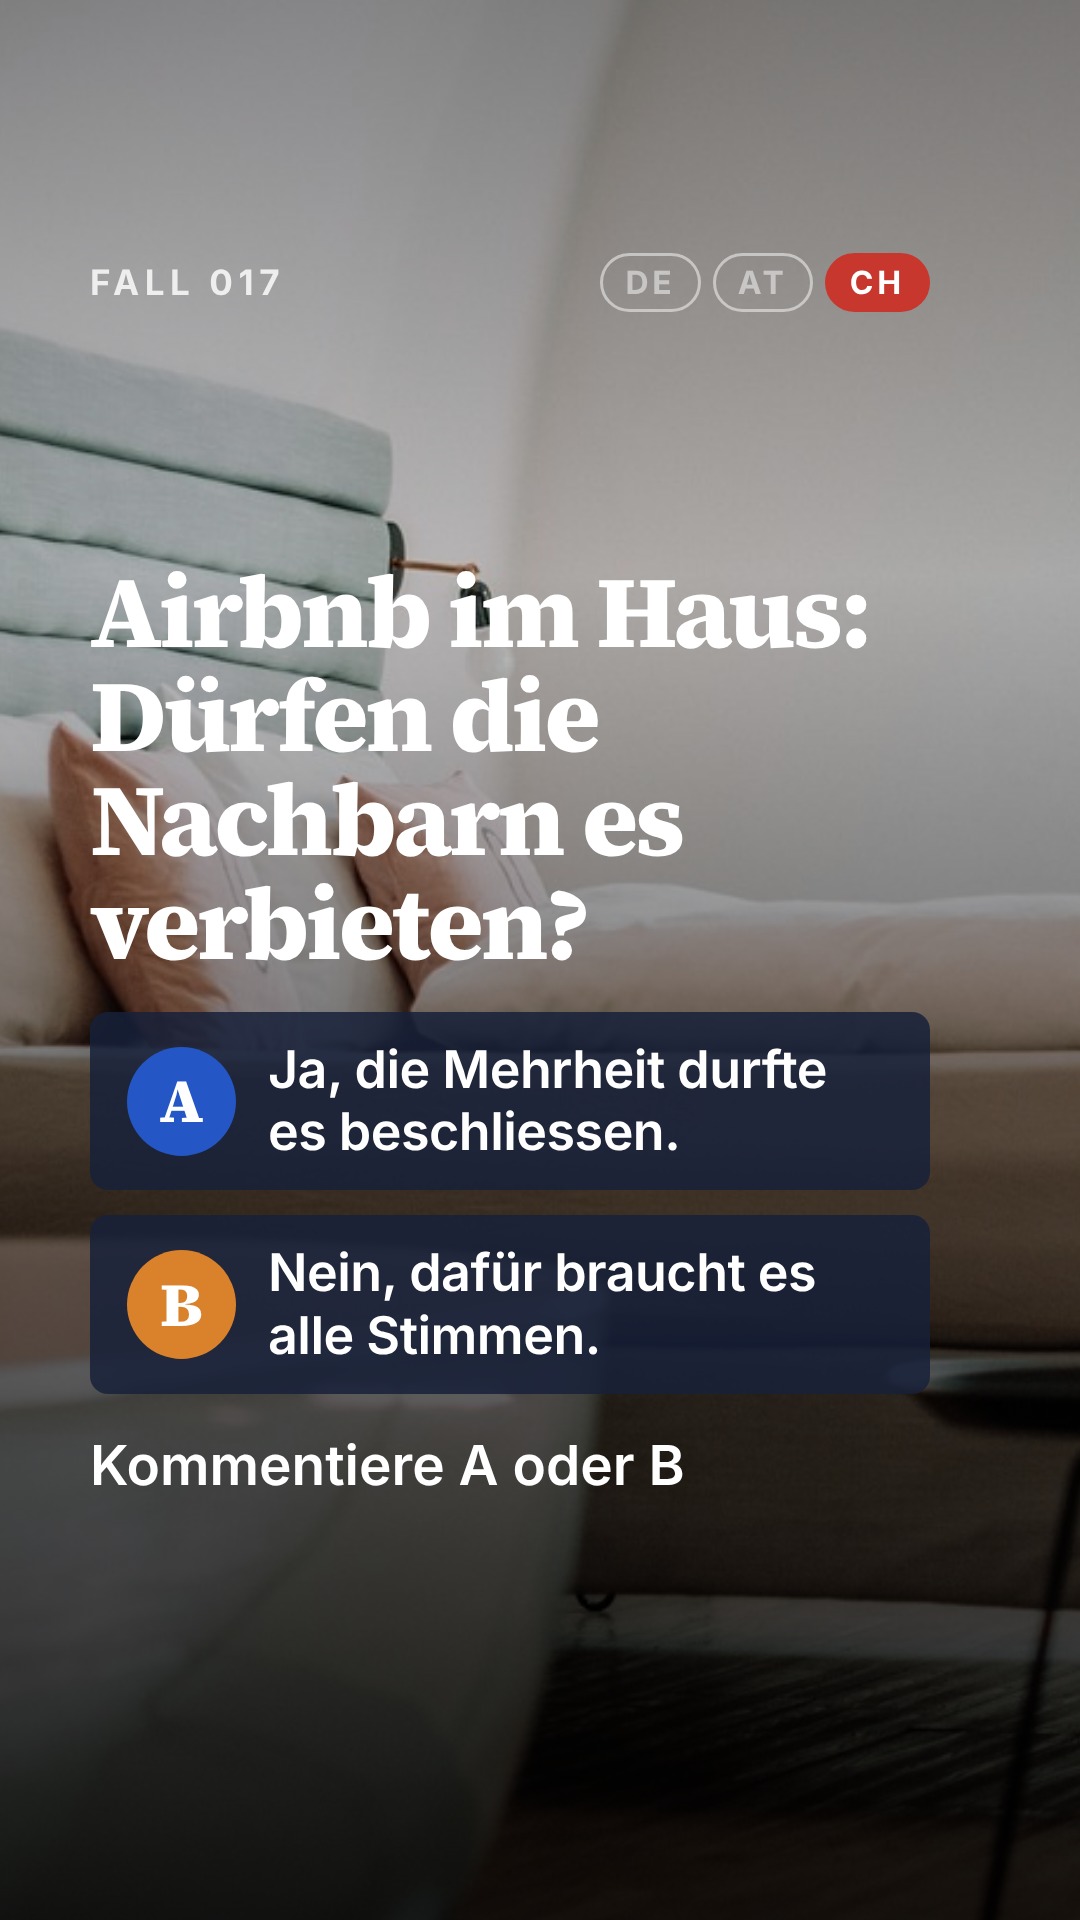 FALL 017
DE AT CH
Airbnb im Haus:
Dürfen die
Nachbarn es
verbieten?
A
Ja, die Mehrheit durfte
es beschliessen.
B
Nein, dafür braucht es
alle Stimmen.
Kommentiere A oder B